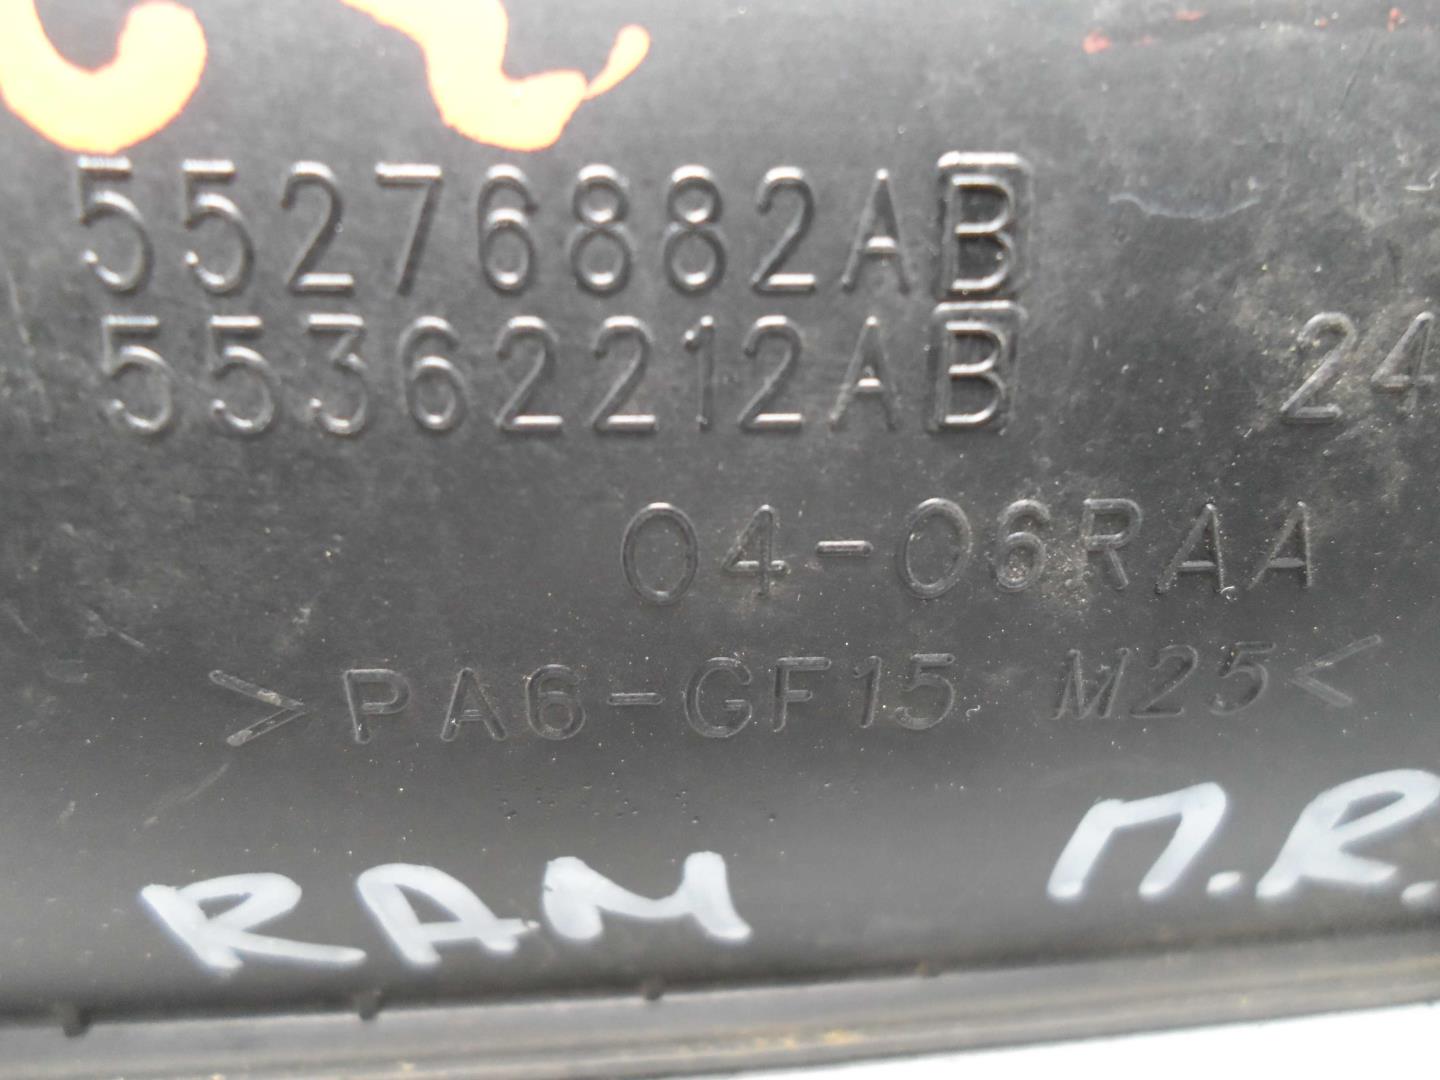 55276882AB
55362212AB 24
04-06RAA
>PA6-GF15 M25<
RAM П.R.